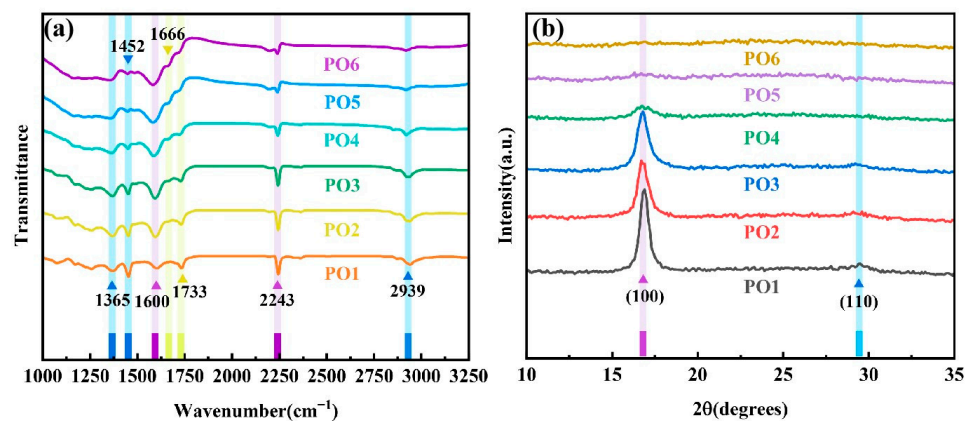 (a)
1452
1666
PO6
PO5
PO4
PO3
PO2
PO1
1365
1600
1733
2243
2939
Transmittance
1000 1250 1500 1750 2000 2250 2500 2750 3000 3250
Wavenumber(cm⁻¹)
(b)
PO6
PO5
PO4
PO3
PO2
PO1
(100)
(110)
Intensity(a.u.)
10 15 20 25 30 35
2θ(degrees)